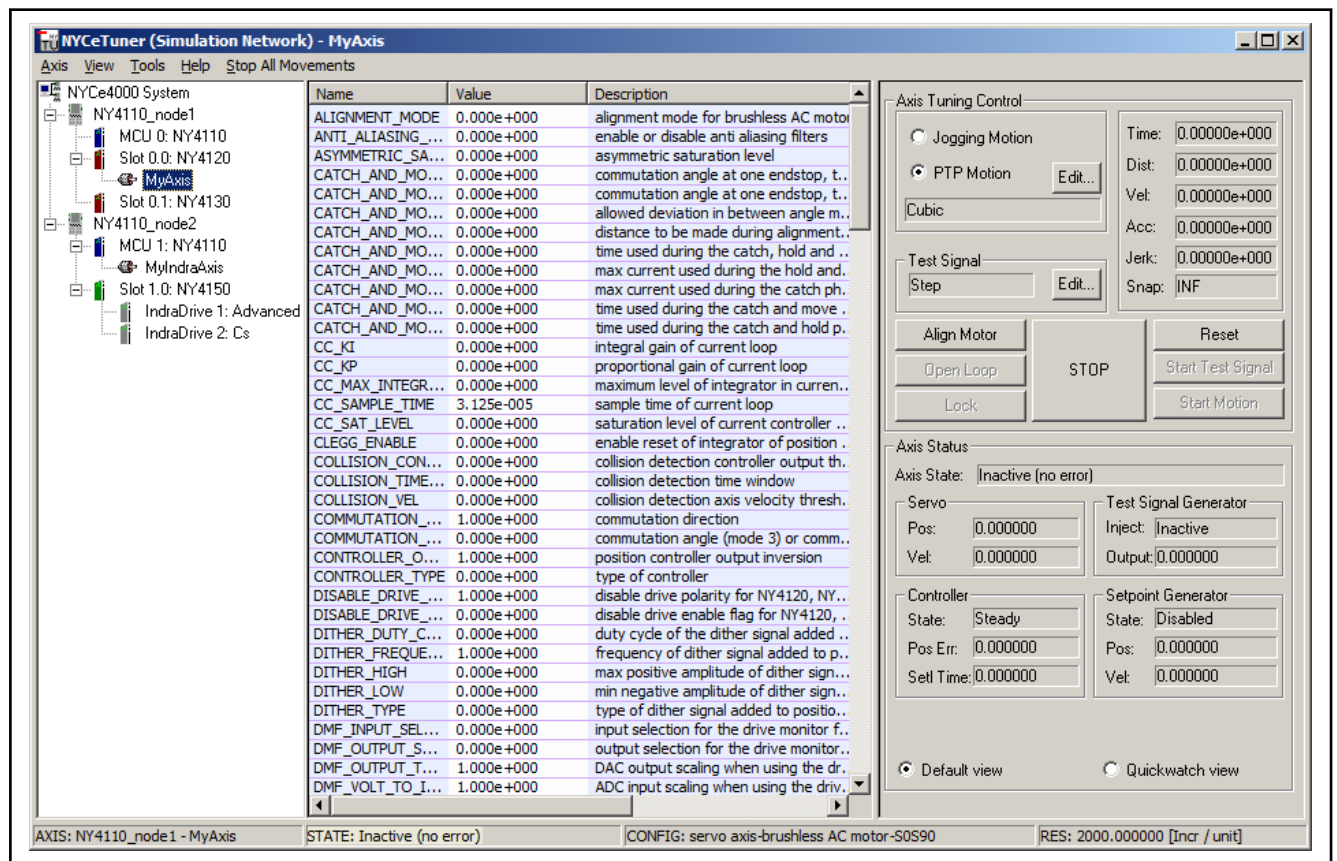 NYCeTuner (Simulation Network) - MyAxis
Axis View Tools Help Stop All Movements
NYCe4000 System
NY4110_node1
MCU 0: NY4110
Slot 0.0: NY4120
MyAxis
Slot 0.1: NY4130
NY4110_node2
MCU 1: NY4110
MyIndraAxis
Slot 1.0: NY4150
IndraDrive 1: Advanced
IndraDrive 2: Cs
Name Value Description
ALIGNMENT_MODE 0.000e+000 alignment mode for brushless AC motor
ANTI_ALIASING_... 0.000e+000 enable or disable anti aliasing filters
ASYMMETRIC_SA... 0.000e+000 asymmetric saturation level
CATCH_AND_MO... 0.000e+000 commutation angle at one endstop, t...
CATCH_AND_MO... 0.000e+000 commutation angle at one endstop, t...
CATCH_AND_MO... 0.000e+000 allowed deviation in between angle m...
CATCH_AND_MO... 0.000e+000 distance to be made during alignment...
CATCH_AND_MO... 0.000e+000 time used during the catch, hold and ...
CATCH_AND_MO... 0.000e+000 max current used during the hold and...
CATCH_AND_MO... 0.000e+000 max current used during the catch ph...
CATCH_AND_MO... 0.000e+000 time used during the catch and move ...
CATCH_AND_MO... 0.000e+000 time used during the catch and hold p...
CC_KI 0.000e+000 integral gain of current loop
CC_KP 0.000e+000 proportional gain of current loop
CC_MAX_INTEGR... 0.000e+000 maximum level of integrator in curren...
CC_SAMPLE_TIME 3.125e-005 sample time of current loop
CC_SAT_LEVEL 0.000e+000 saturation level of current controller ...
CLEGG_ENABLE 0.000e+000 enable reset of integrator of position ...
COLLISION_CON... 0.000e+000 collision detection controller output th...
COLLISION_TIME... 0.000e+000 collision detection time window
COLLISION_VEL 0.000e+000 collision detection axis velocity thresh...
COMMUTATION_... 1.000e+000 commutation direction
COMMUTATION_... 0.000e+000 commutation angle (mode 3) or comm...
CONTROLLER_O... 1.000e+000 position controller output inversion
CONTROLLER_TYPE 0.000e+000 type of controller
DISABLE_DRIVE_... 1.000e+000 disable drive polarity for NY4120, NY...
DISABLE_DRIVE_... 0.000e+000 disable drive enable flag for NY4120, ...
DITHER_DUTY_C... 0.000e+000 duty cycle of the dither signal added ...
DITHER_FREQUE... 1.000e+000 frequency of dither signal added to p...
DITHER_HIGH 0.000e+000 max positive amplitude of dither sign...
DITHER_LOW 0.000e+000 min negative amplitude of dither sign...
DITHER_TYPE 0.000e+000 type of dither signal added to positio...
DMF_INPUT_SEL... 0.000e+000 input selection for the drive monitor f...
DMF_OUTPUT_S... 0.000e+000 output selection for the drive monitor...
DMF_OUTPUT_T... 1.000e+000 DAC output scaling when using the dr...
DMF_VOLT_TO_I... 1.000e+000 ADC input scaling when using the driv...
Axis Tuning Control
Jogging Motion
PTP Motion Edit...
Cubic
Test Signal
Step Edit...
Time: 0.00000e+000
Dist: 0.00000e+000
Vel: 0.00000e+000
Acc: 0.00000e+000
Jerk: 0.00000e+000
Snap: INF
Align Motor
Open Loop
Lock
STOP
Reset
Start Test Signal
Start Motion
Axis Status
Axis State: Inactive (no error)
Servo
Pos: 0.000000
Vel: 0.000000
Test Signal Generator
Inject: Inactive
Output: 0.000000
Controller
State: Steady
Pos Err: 0.000000
Setl Time: 0.000000
Setpoint Generator
State: Disabled
Pos: 0.000000
Vel: 0.000000
Default view Quickwatch view
AXIS: NY4110_node1 - MyAxis STATE: Inactive (no error) CONFIG: servo axis-brushless AC motor-S0S90 RES: 2000.000000 [Incr / unit]